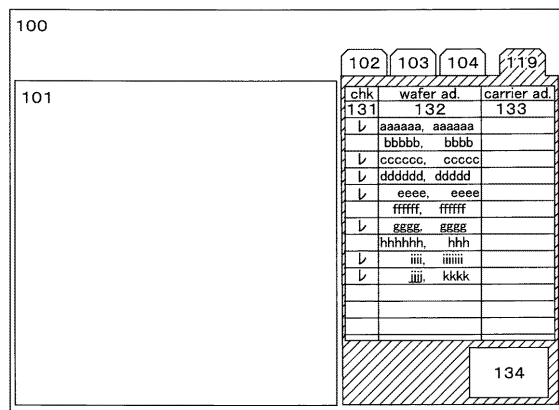 100
102 103 104 119
101
chk wafer ad. carrier ad.
131 132 133
レ aaaaaa, aaaaaa
bbbbb, bbbb
レ cccccc, ccccc
レ dddddd, ddddd
レ eeee, eeee
ffffff, ffffff
レ gggg, gggg
hhhhhh, hhh
レ iiii, iiiiiii
レ jjjj, kkkk
134